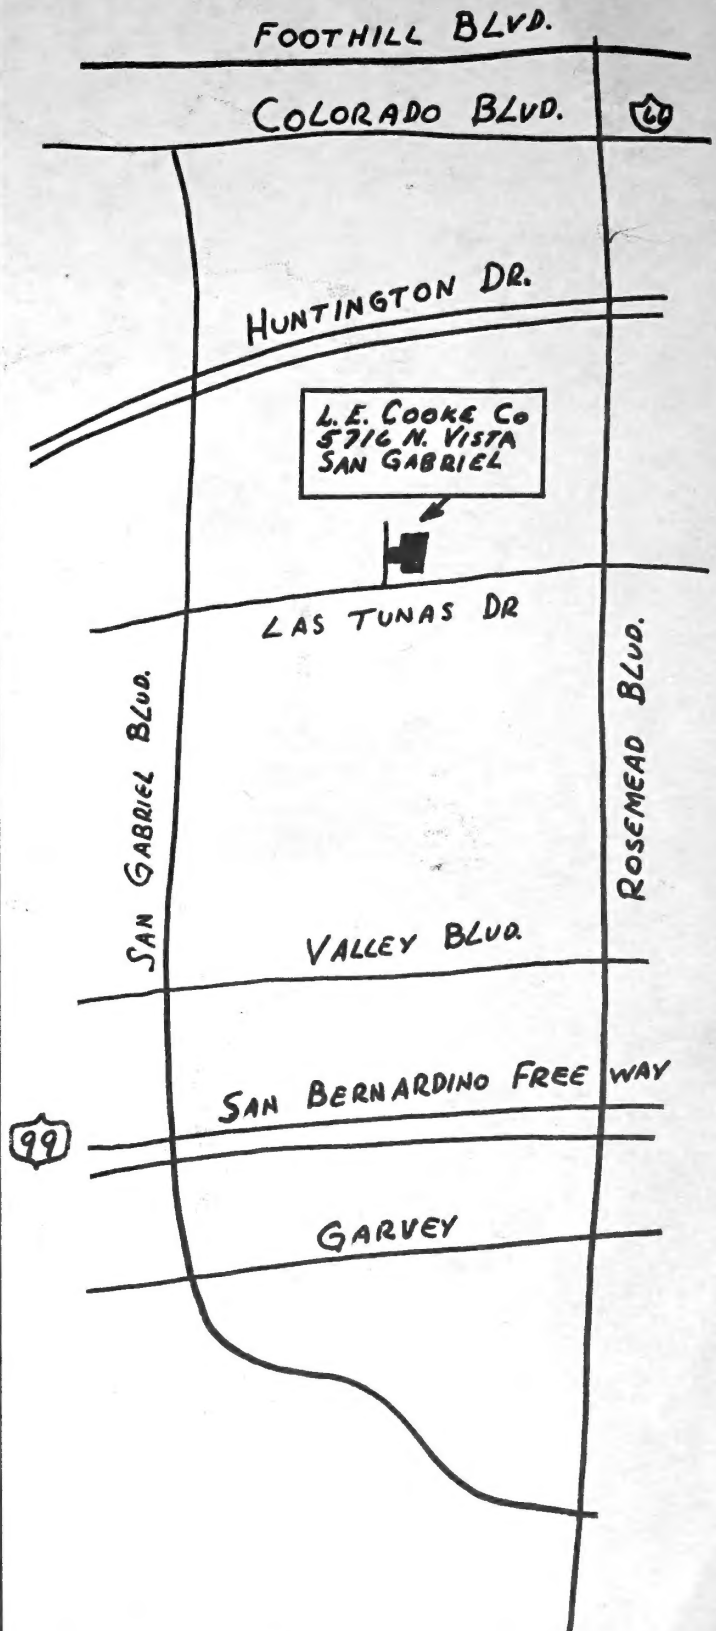 FOOTHILL BLVD.
COLORADO BLVD.
66
HUNTINGTON DR.
L. E. COOKE Co
5716 N. VISTA
SAN GABRIEL
LAS TUNAS DR
SAN GABRIEL BLVD.
ROSEMEAD BLVD.
VALLEY BLVD.
SAN BERNARDINO FREE WAY
99
GARVEY